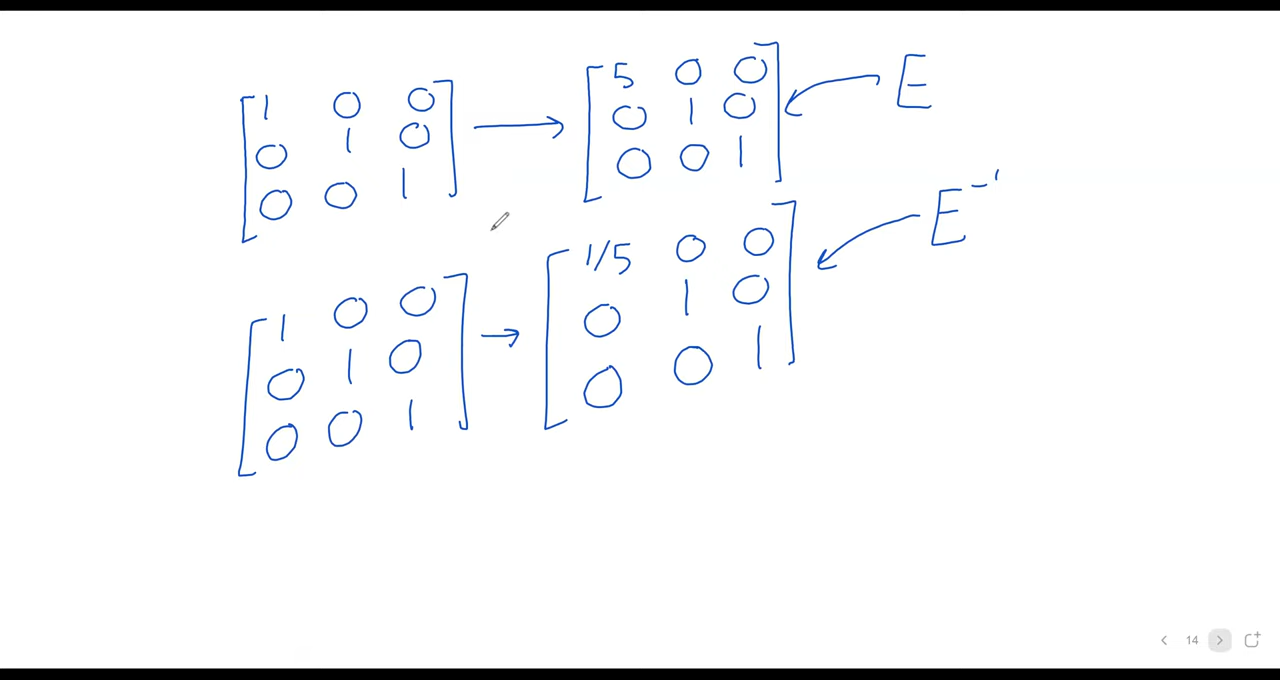 [1 0 0] → [5 0 0] ← E
[0 1 0] [0 1 0]
[0 0 1] [0 0 1]
[1 0 0] → [1/5 0 0] ← E⁻¹
[0 1 0] [0 1 0]
[0 0 1] [0 0 1]
< 14 >